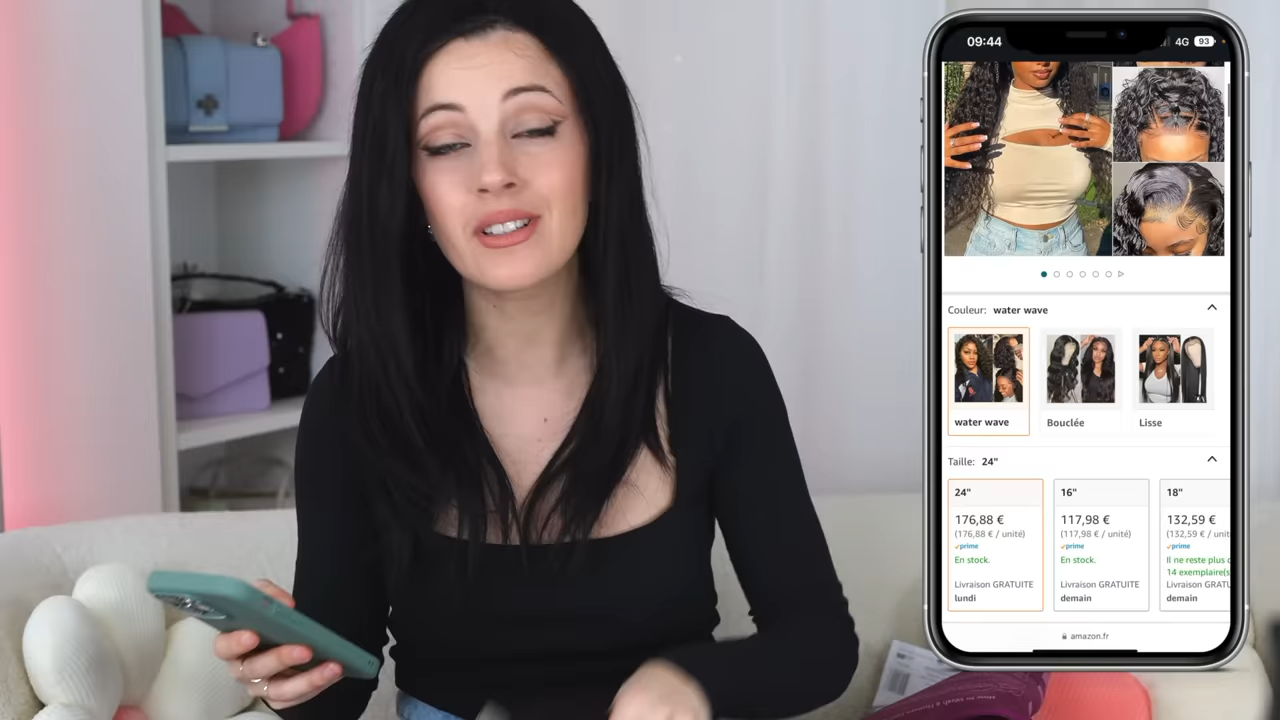 09:44
4G
93
Couleur: water wave
water wave
Bouclée
Lisse
Taille: 24"
24"
176,88 €
(176,88 € / unité)
prime
En stock.
Livraison GRATUITE
lundi
16"
117,98 €
(117,98 € / unité)
prime
En stock.
Livraison GRATUITE
demain
18"
132,59 €
(132,59 € / unit
prime
Il ne reste plus
14 exemplaire(s
Livraison GRATU
demain
amazon.fr